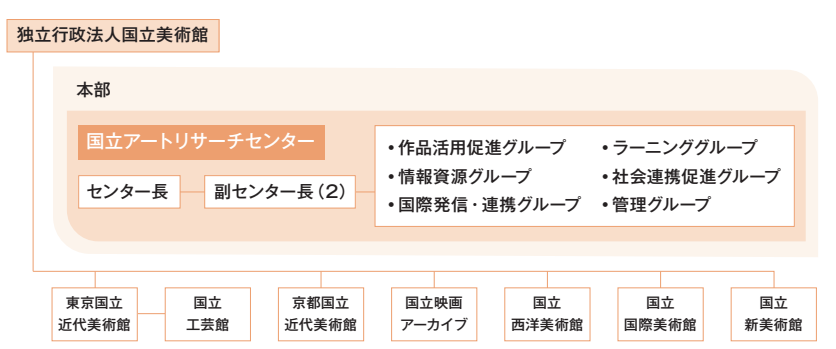 独立行政法人国立美術館
本部
国立アートリサーチセンター
センター長
副センター長（2）
・作品活用促進グループ
・情報資源グループ
・国際発信・連携グループ
・ラーニンググループ
・社会連携促進グループ
・管理グループ
東京国立
近代美術館
国立
工芸館
京都国立
近代美術館
国立映画
アーカイブ
国立
西洋美術館
国立
国際美術館
国立
新美術館